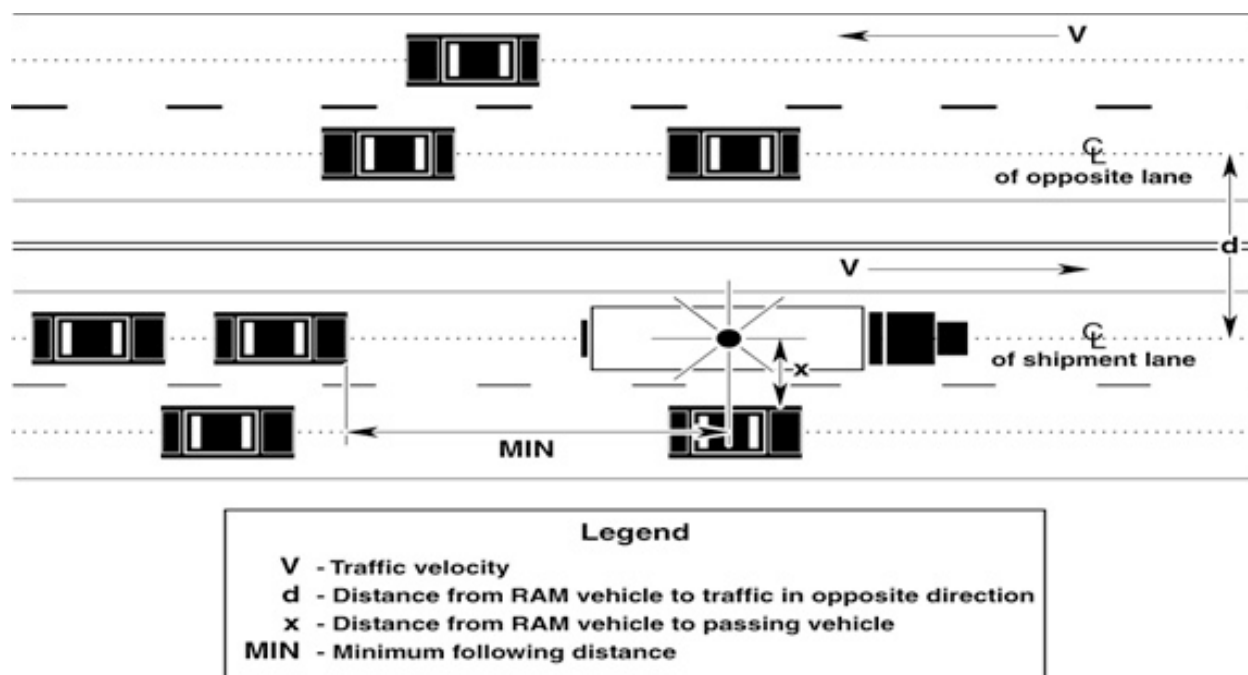 V
℄
of opposite lane
d
V
℄
of shipment lane
x
MIN
Legend
V - Traffic velocity
d - Distance from RAM vehicle to traffic in opposite direction
x - Distance from RAM vehicle to passing vehicle
MIN - Minimum following distance